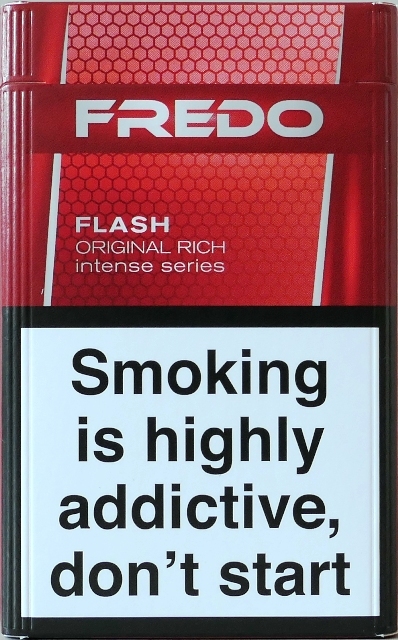 FREDO
FLASH
ORIGINAL RICH
intense series
Smoking
is highly
addictive,
don't start